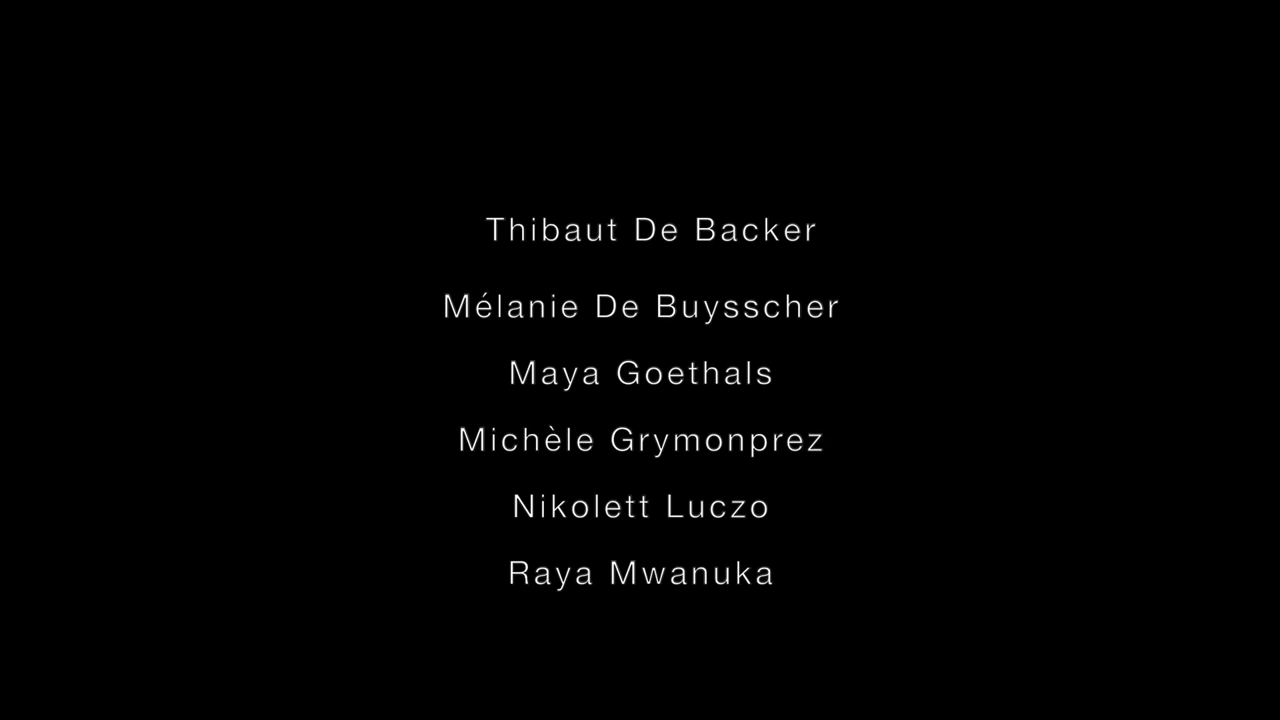 Thibaut De Backer
Mélanie De Buysscher
Maya Goethals
Michèle Grymonprez
Nikolett Luczo
Raya Mwanuka